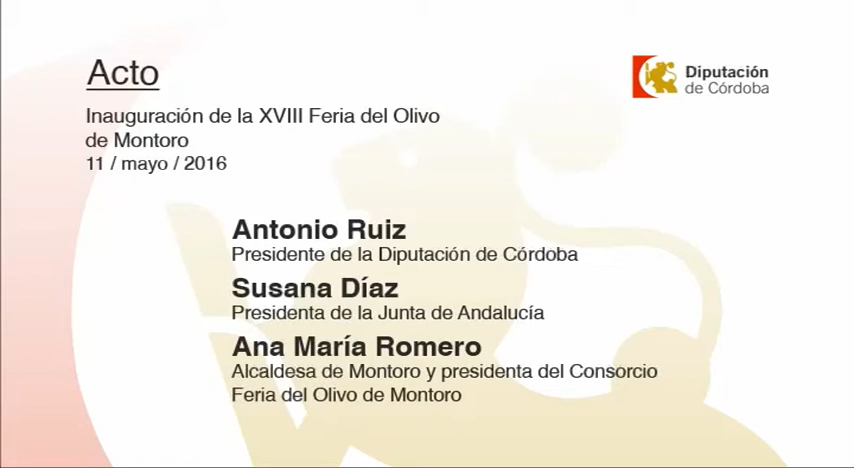 Acto
Diputación
de Córdoba
Inauguración de la XVIII Feria del Olivo
de Montoro
11 / mayo / 2016
Antonio Ruiz
Presidente de la Diputación de Córdoba
Susana Díaz
Presidenta de la Junta de Andalucía
Ana María Romero
Alcaldesa de Montoro y presidenta del Consorcio
Feria del Olivo de Montoro